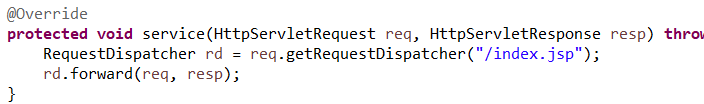 @Override
protected void service(HttpServletRequest req, HttpServletResponse resp) throw
RequestDispatcher rd = req.getRequestDispatcher("/index.jsp");
rd.forward(req, resp);
}